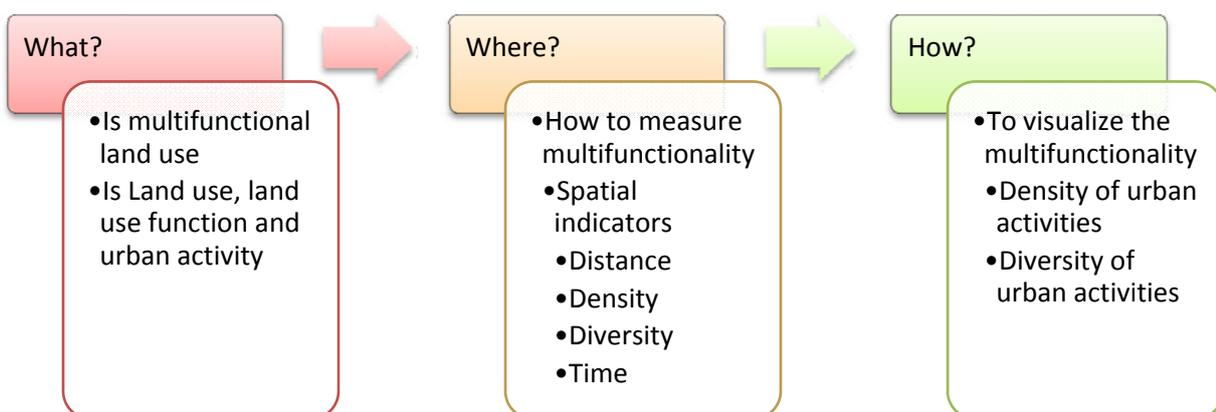 What?
•Is multifunctional
land use
•Is Land use, land
use function and
urban activity
Where?
•How to measure
multifunctionality
•Spatial
indicators
•Distance
•Density
•Diversity
•Time
How?
•To visualize the
multifunctionality
•Density of urban
activities
•Diversity of
urban activities